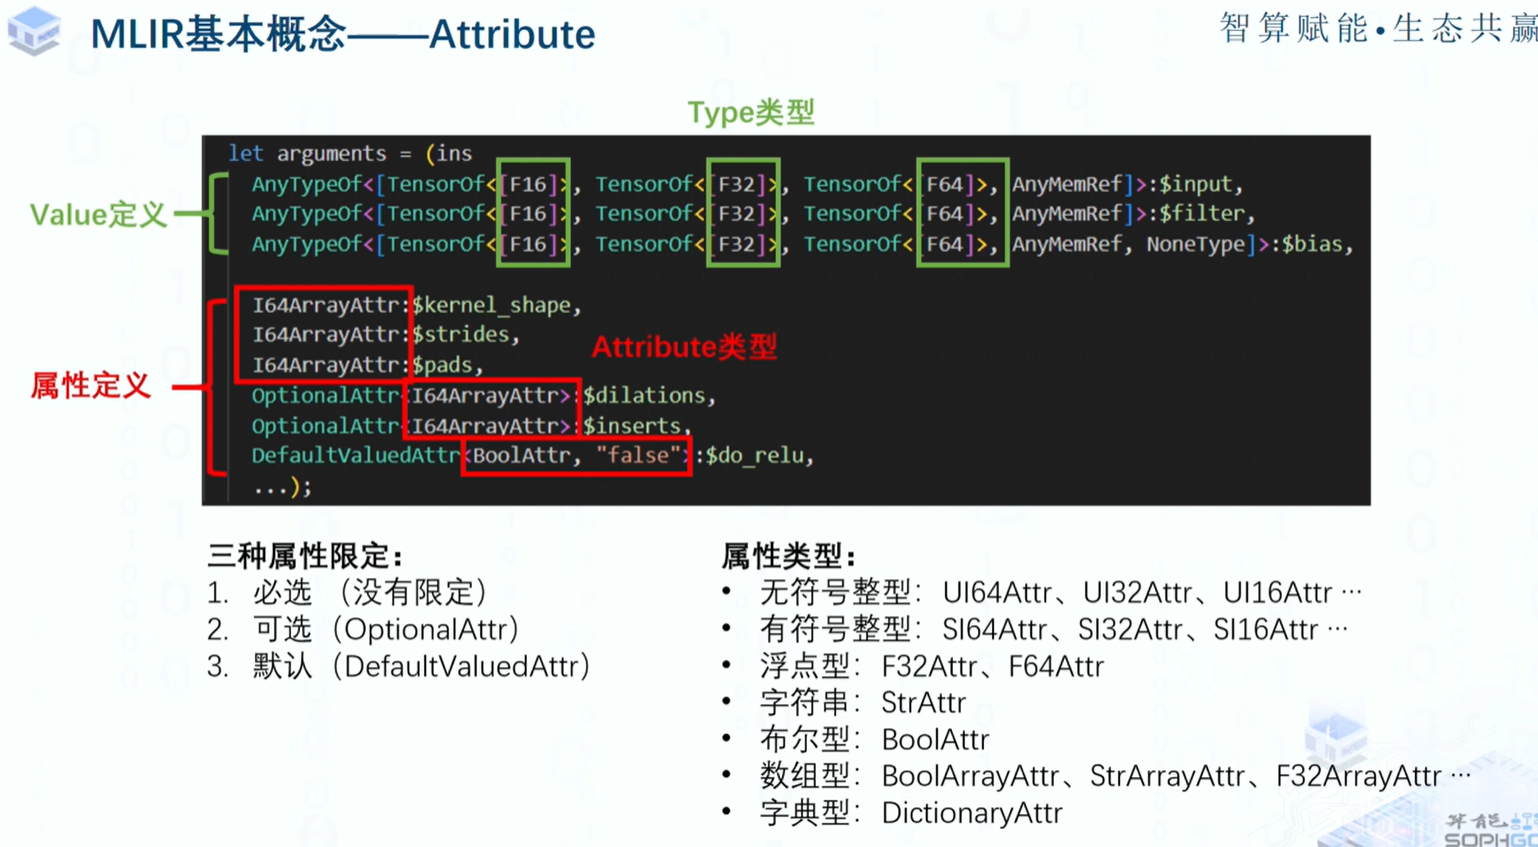 MLIR基本概念——Attribute
智算赋能•生态共赢
Type类型
let arguments = (ins
AnyTypeOf<[TensorOf<[F16]>, TensorOf<[F32]>, TensorOf<[F64]>, AnyMemRef]>:$input,
Value定义
AnyTypeOf<[TensorOf<[F16]>, TensorOf<[F32]>, TensorOf<[F64]>, AnyMemRef]>:$filter,
AnyTypeOf<[TensorOf<[F16]>, TensorOf<[F32]>, TensorOf<[F64]>, AnyMemRef, NoneType]>:$bias,
I64ArrayAttr:$kernel_shape,
I64ArrayAttr:$strides,
Attribute类型
I64ArrayAttr:$pads,
属性定义
OptionalAttr<I64ArrayAttr>:$dilations,
OptionalAttr<I64ArrayAttr>:$inserts,
DefaultValuedAttr<BoolAttr, "false">:$do_relu,
...);
三种属性限定：
1. 必选 （没有限定）
2. 可选（OptionalAttr）
3. 默认（DefaultValuedAttr）
属性类型：
• 无符号整型：UI64Attr、UI32Attr、UI16Attr …
• 有符号整型：SI64Attr、SI32Attr、SI16Attr …
• 浮点型：F32Attr、F64Attr
• 字符串：StrAttr
• 布尔型：BoolAttr
• 数组型：BoolArrayAttr、StrArrayAttr、F32ArrayAttr …
• 字典型：DictionaryAttr
SOPHGO